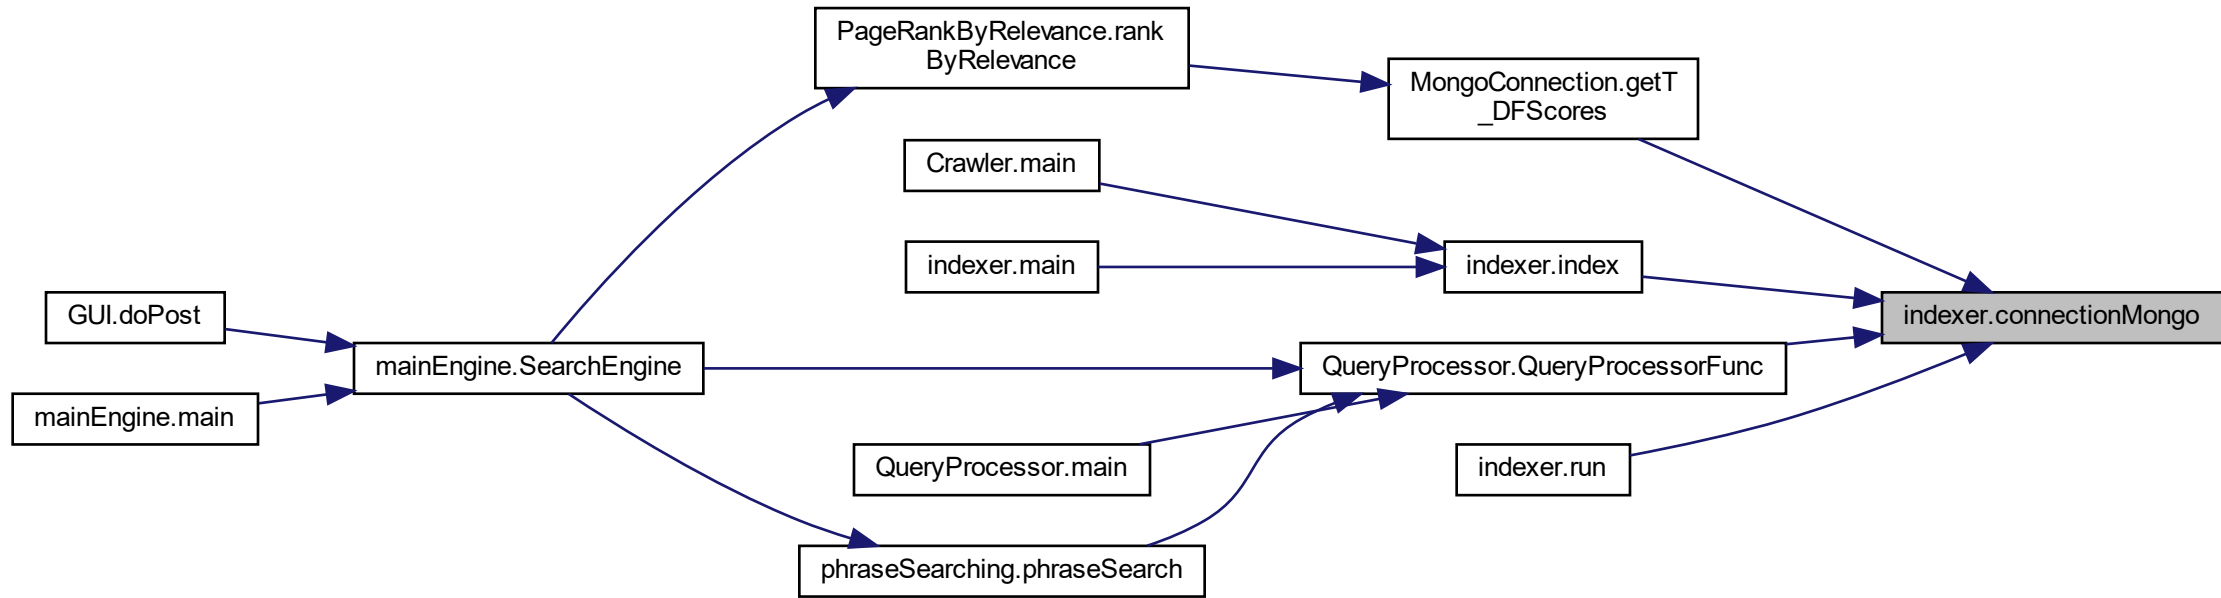 PageRankByRelevance.rank
ByRelevance
MongoConnection.getT
_DFScores
Crawler.main
indexer.main
indexer.index
GUI.doPost
indexer.connectionMongo
mainEngine.SearchEngine
QueryProcessor.QueryProcessorFunc
mainEngine.main
QueryProcessor.main
indexer.run
phraseSearching.phraseSearch